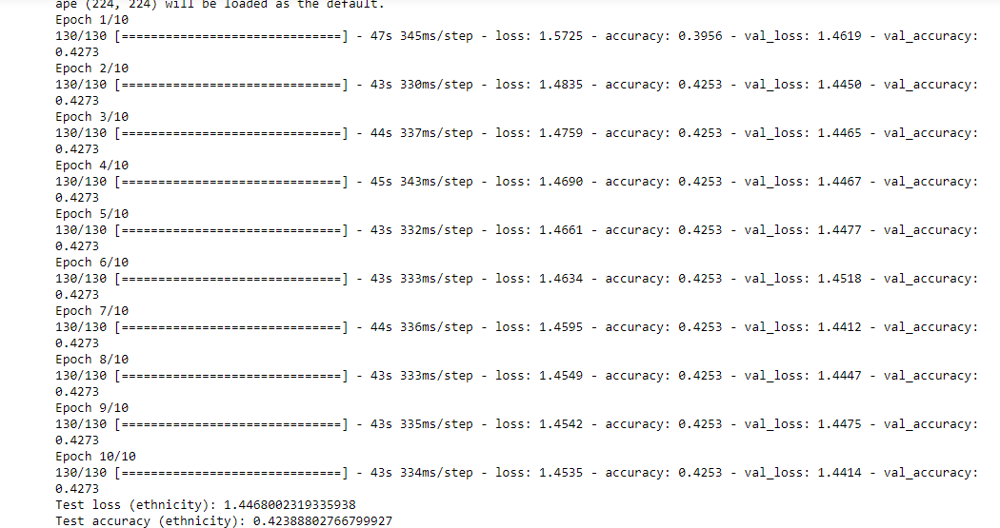 ape (224, 224) will be loaded as the default.
Epoch 1/10
130/130 [==============================] - 47s 345ms/step - loss: 1.5725 - accuracy: 0.3956 - val_loss: 1.4619 - val_accuracy:
0.4273
Epoch 2/10
130/130 [==============================] - 43s 330ms/step - loss: 1.4835 - accuracy: 0.4253 - val_loss: 1.4450 - val_accuracy:
0.4273
Epoch 3/10
130/130 [==============================] - 44s 337ms/step - loss: 1.4759 - accuracy: 0.4253 - val_loss: 1.4465 - val_accuracy:
0.4273
Epoch 4/10
130/130 [==============================] - 45s 343ms/step - loss: 1.4690 - accuracy: 0.4253 - val_loss: 1.4467 - val_accuracy:
0.4273
Epoch 5/10
130/130 [==============================] - 43s 332ms/step - loss: 1.4661 - accuracy: 0.4253 - val_loss: 1.4477 - val_accuracy:
0.4273
Epoch 6/10
130/130 [==============================] - 43s 333ms/step - loss: 1.4634 - accuracy: 0.4253 - val_loss: 1.4518 - val_accuracy:
0.4273
Epoch 7/10
130/130 [==============================] - 44s 336ms/step - loss: 1.4595 - accuracy: 0.4253 - val_loss: 1.4412 - val_accuracy:
0.4273
Epoch 8/10
130/130 [==============================] - 43s 333ms/step - loss: 1.4549 - accuracy: 0.4253 - val_loss: 1.4447 - val_accuracy:
0.4273
Epoch 9/10
130/130 [==============================] - 43s 335ms/step - loss: 1.4542 - accuracy: 0.4253 - val_loss: 1.4475 - val_accuracy:
0.4273
Epoch 10/10
130/130 [==============================] - 43s 334ms/step - loss: 1.4535 - accuracy: 0.4253 - val_loss: 1.4414 - val_accuracy:
0.4273
Test loss (ethnicity): 1.4468002319335938
Test accuracy (ethnicity): 0.42388802766799927